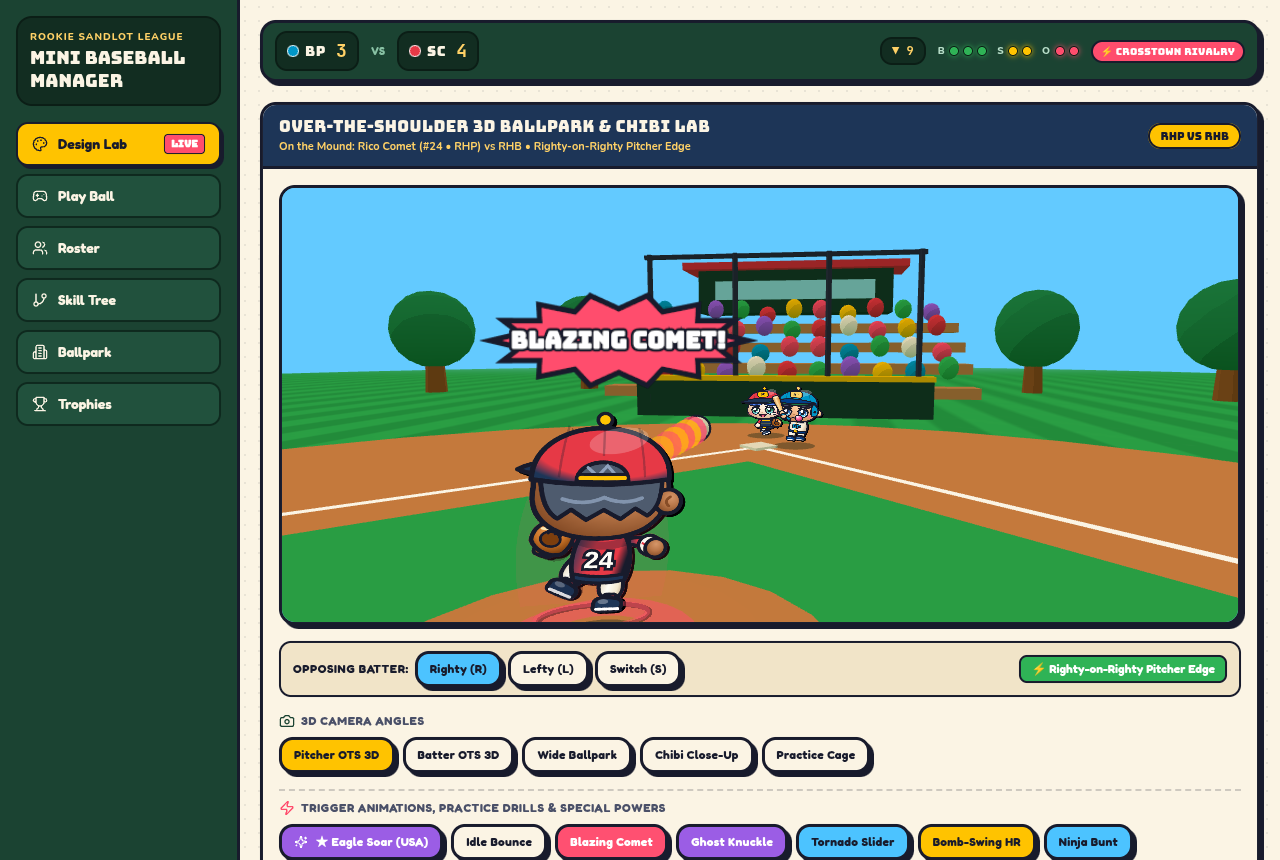 ROOKIE SANDLOT LEAGUE
MINI BASEBALL
MANAGER
Design Lab LIVE
Play Ball
Roster
Skill Tree
Ballpark
Trophies
BP 3 VS SC 4
▼ 9 B S O ⚡ CROSSTOWN RIVALRY
OVER-THE-SHOULDER 3D BALLPARK & CHIBI LAB
On the Mound: Rico Comet (#24 • RHP) vs RHB • Righty-on-Righty Pitcher Edge
RHP VS RHB
BLAZING COMET!
24
OPPOSING BATTER: Righty (R) Lefty (L) Switch (S) ⚡ Righty-on-Righty Pitcher Edge
3D CAMERA ANGLES
Pitcher OTS 3D Batter OTS 3D Wide Ballpark Chibi Close-Up Practice Cage
TRIGGER ANIMATIONS, PRACTICE DRILLS & SPECIAL POWERS
★ Eagle Soar (USA) Idle Bounce Blazing Comet Ghost Knuckle Tornado Slider Bomb-Swing HR Ninja Bunt